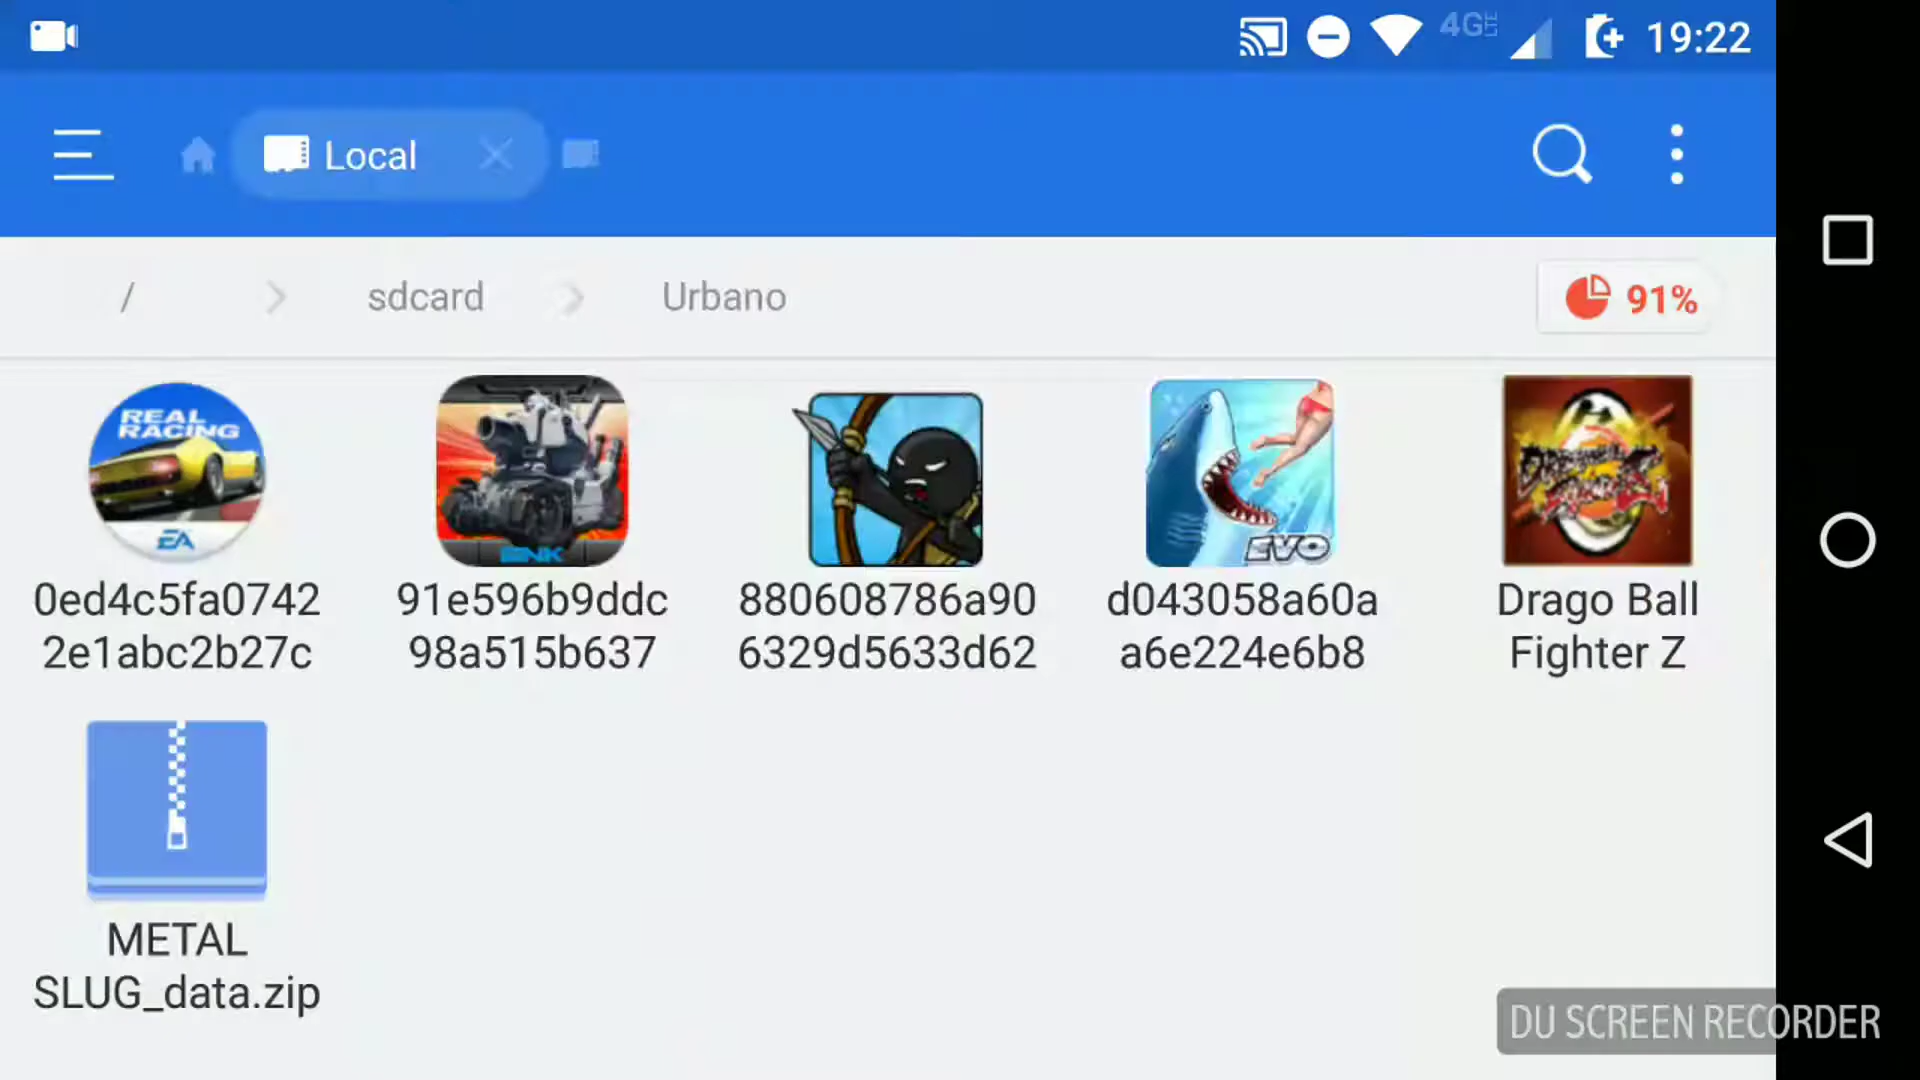 4G LTE 19:22
Local
/ sdcard Urbano 91%
REAL
RACING
EA
SNK
EVO
0ed4c5fa0742
2e1abc2b27c
91e596b9ddc
98a515b637
880608786a90
6329d5633d62
d043058a60a
a6e224e6b8
Drago Ball
Fighter Z
METAL
SLUG_data.zip
DU SCREEN RECORDER